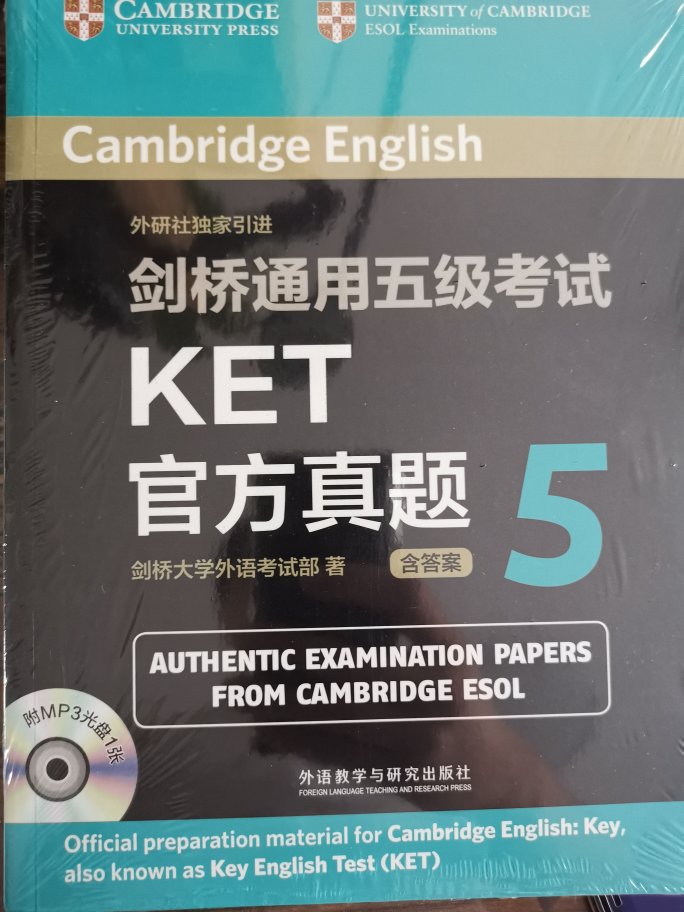 CAMBRIDGE
UNIVERSITY PRESS
UNIVERSITY of CAMBRIDGE
ESOL Examinations
Cambridge English
外研社独家引进
剑桥通用五级考试
KET
官方真题
5
剑桥大学外语考试部 著
含答案
AUTHENTIC EXAMINATION PAPERS
FROM CAMBRIDGE ESOL
附MP3光盘1张
外语教学与研究出版社
FOREIGN LANGUAGE TEACHING AND RESEARCH PRESS
Official preparation material for Cambridge English: Key,
also known as Key English Test (KET)